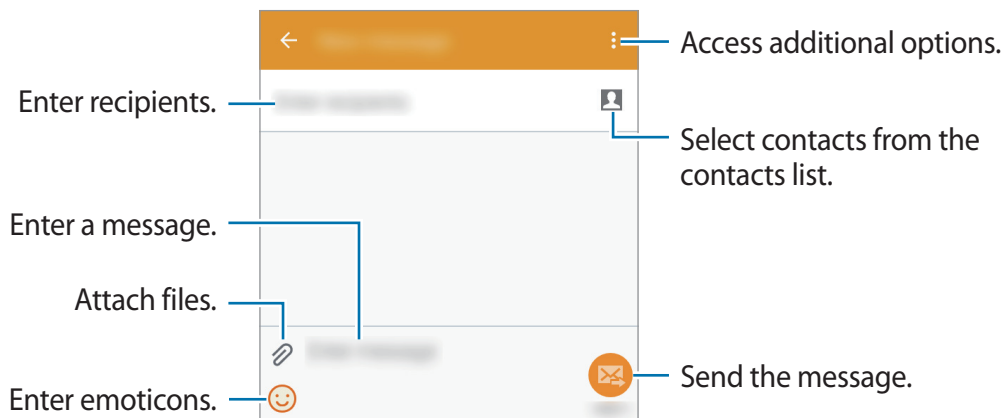 Access additional options.
Enter recipients.
Select contacts from the
contacts list.
Enter a message.
Attach files.
Send the message.
Enter emoticons.